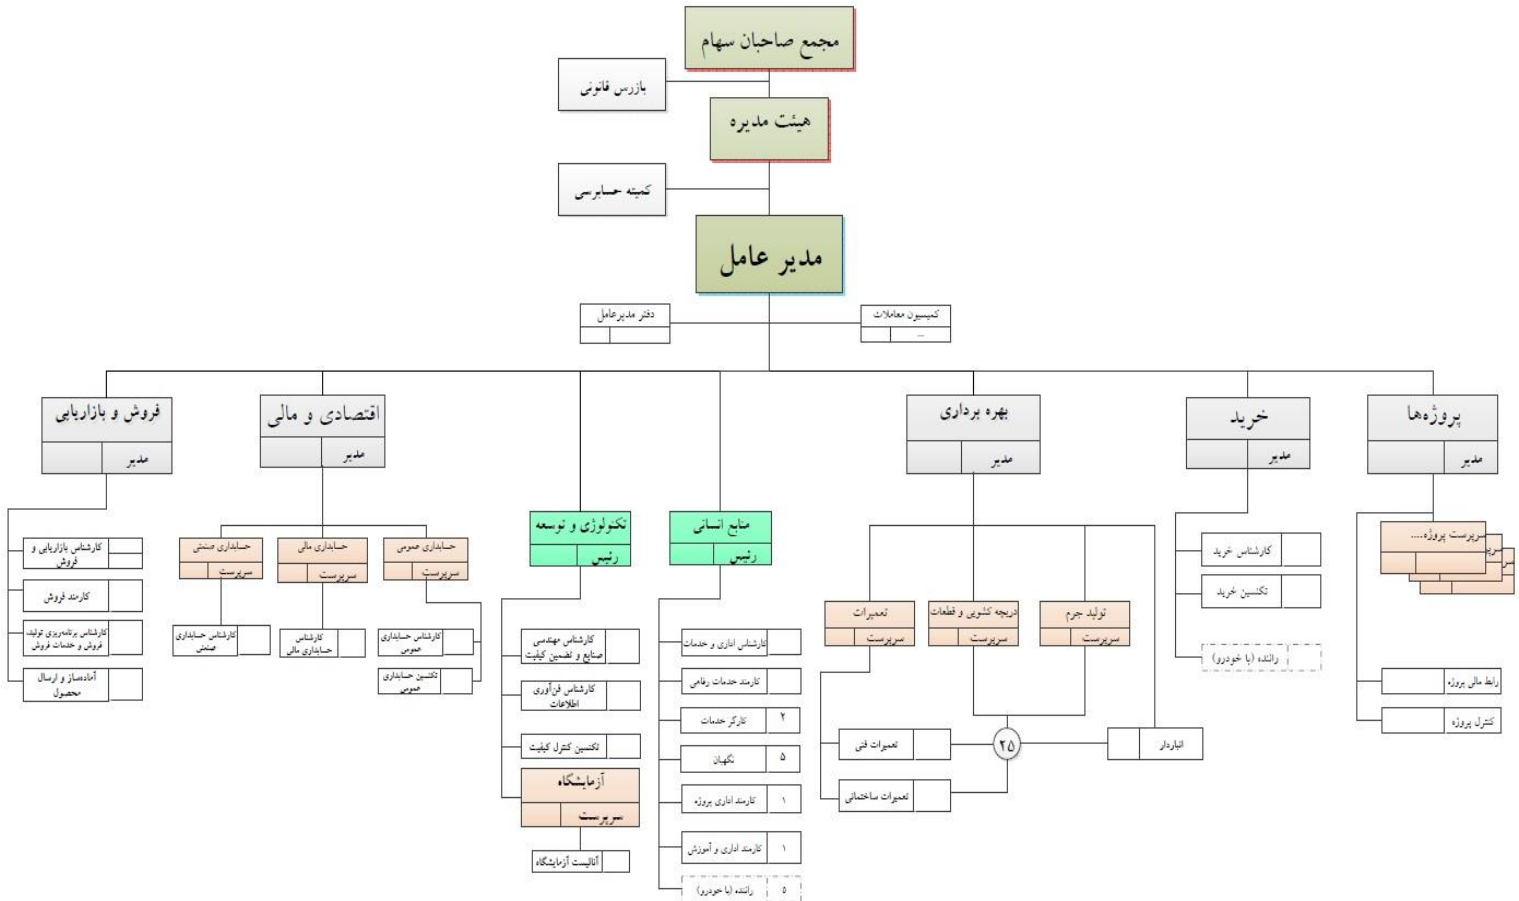 مجمع صاحبان سهام
بازرس قانونی
هیئت مدیره
کمیته حسابرسی
مدیر عامل
کمیسیون معاملات
...
دفتر مدیرعامل
پروژه‌ها
مدیر
سرپرست پروژه....
سرپر
سر
رابط مالی پروژه
کنترل پروژه
خرید
مدیر
کارشناس خرید
تکنسین خرید
راننده (با خودرو)
بهره برداری
مدیر
تولید جرم
سرپرست
دریچه کشویی و قطعات
سرپرست
تعمیرات
سرپرست
انباردار
۲۵
تعمیرات فنی
تعمیرات ساختمانی
منابع انسانی
رئیس
کارشناس اداری و خدمات
کارمند خدمات رفاهی
کارگر خدمات ۲
نگهبان ۵
کارمند اداری پروژه ۱
کارمند اداری و آموزش ۱
راننده (با خودرو) ۵
تکنولوژی و توسعه
رئیس
کارشناس مهندسی
صنایع و تضمین کیفیت
کارشناس فن‌آوری
اطلاعات
تکنسین کنترل کیفیت
آزمایشگاه
سرپرست
آنالیست آزمایشگاه
اقتصادی و مالی
مدیر
حسابداری عمومی
سرپرست
کارشناس حسابداری
عمومی
تکنسین حسابداری
عمومی
حسابداری مالی
سرپرست
کارشناس
حسابداری مالی
حسابداری صنعتی
سرپرست
کارشناس حسابداری
صنعتی
فروش و بازاریابی
مدیر
کارشناس بازاریابی و
فروش
کارمند فروش
کارشناس برنامه‌ریزی تولید،
فروش و خدمات فروش
آماده‌ساز و ارسال
محصول